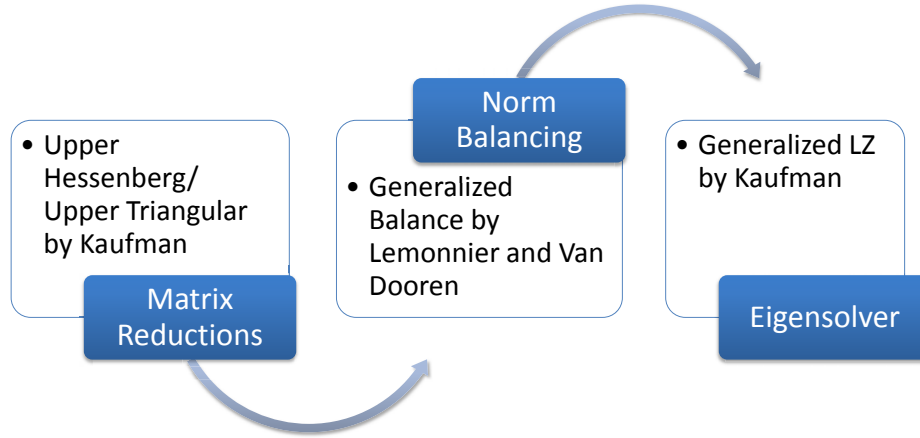 • Upper
Hessenberg/
Upper Triangular
by Kaufman
Matrix
Reductions
Norm
Balancing
• Generalized
Balance by
Lemonnier and Van
Dooren
• Generalized LZ
by Kaufman
Eigensolver